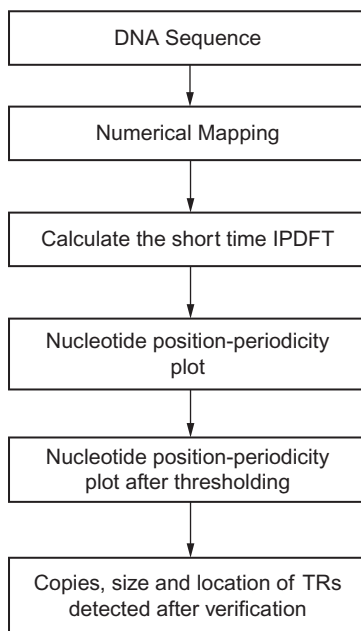 DNA Sequence
Numerical Mapping
Calculate the short time IPDFT
Nucleotide position-periodicity
plot
Nucleotide position-periodicity
plot after thresholding
Copies, size and location of TRs
detected after verification